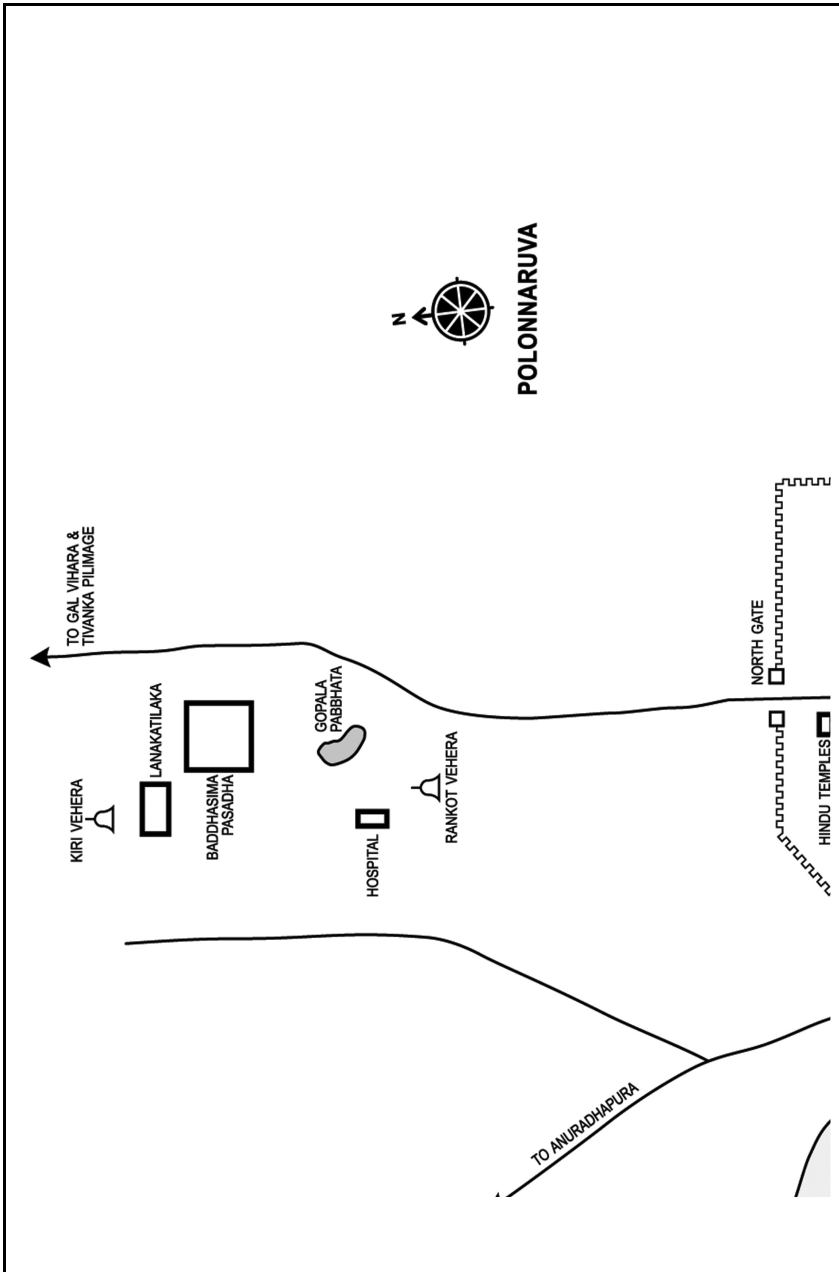 TO GAL VIHARA &
TIVANKA PILIMAGE
KIRI VEHERA
LANAKATILAKA
BADDHASIMA
PASADHA
GOPALA
PABBHATA
HOSPITAL
RANKOT VEHERA
N
POLONNARUVA
NORTH GATE
HINDU TEMPLES
TO ANURADHAPURA